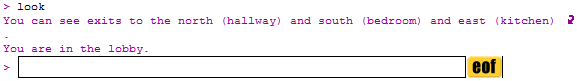 > look
You can see exits to the north (hallway) and south (bedroom) and east (kitchen)
.
You are in the lobby.
>
eof